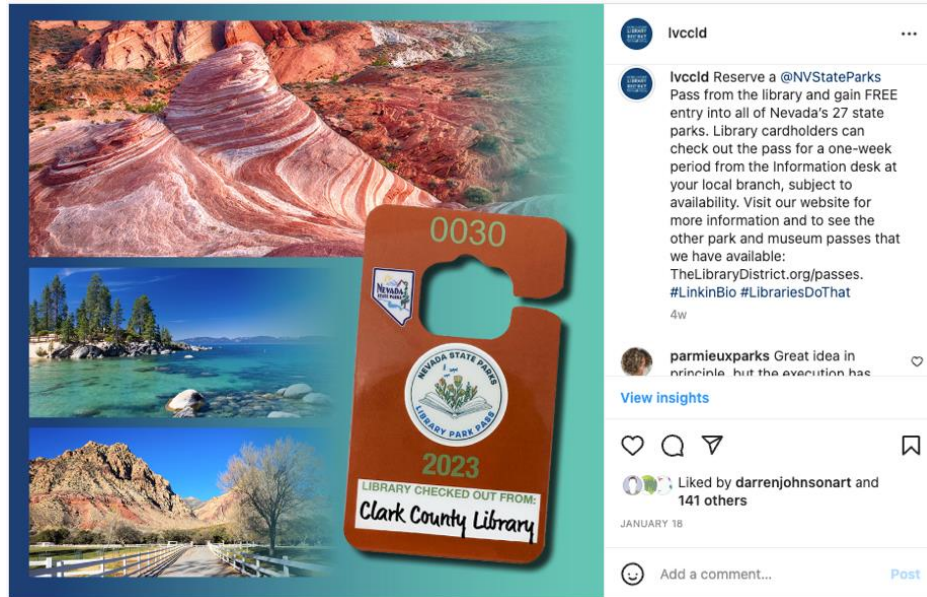 0030
NEVADA
STATE PARKS
NEVADA STATE PARKS
LIBRARY PARK PASS
2023
LIBRARY CHECKED OUT FROM:
Clark County Library
lvccld
lvccld Reserve a @NVStateParks
Pass from the library and gain FREE
entry into all of Nevada's 27 state
parks. Library cardholders can
check out the pass for a one-week
period from the Information desk at
your local branch, subject to
availability. Visit our website for
more information and to see the
other park and museum passes that
we have available:
TheLibraryDistrict.org/passes.
#LinkinBio #LibrariesDoThat
4w
parmieuxparks Great idea in
principle, but the execution has
View insights
Liked by darrenjohnsonart and
141 others
JANUARY 18
Add a comment...
Post